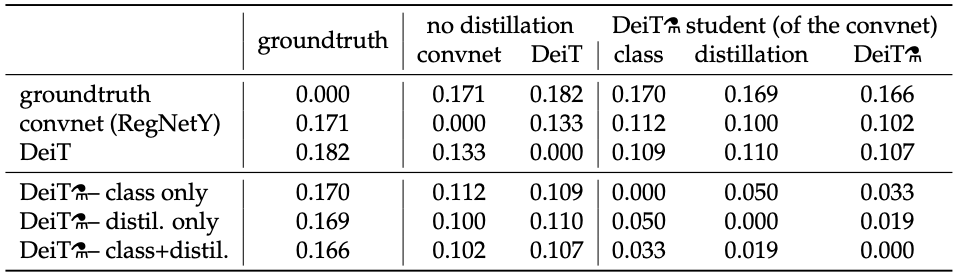 groundtruth no distillation DeiT⚗ student (of the convnet)
convnet DeiT class distillation DeiT⚗
groundtruth 0.000 0.171 0.182 0.170 0.169 0.166
convnet (RegNetY) 0.171 0.000 0.133 0.112 0.100 0.102
DeiT 0.182 0.133 0.000 0.109 0.110 0.107
DeiT⚗– class only 0.170 0.112 0.109 0.000 0.050 0.033
DeiT⚗– distil. only 0.169 0.100 0.110 0.050 0.000 0.019
DeiT⚗– class+distil. 0.166 0.102 0.107 0.033 0.019 0.000